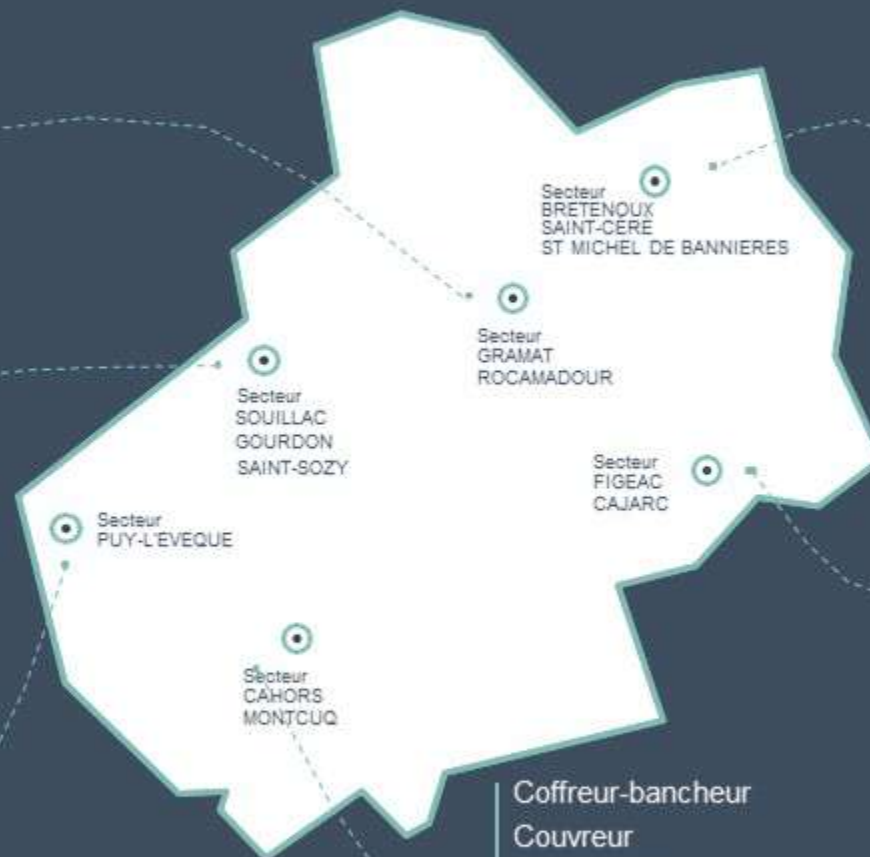 Secteur
BRETENOUX
SAINT-CERE
ST MICHEL DE BANNIERES
Secteur
GRAMAT
ROCAMADOUR
Secteur
SOUILLAC
GOURDON
SAINT-SOZY
Secteur
FIGEAC
CAJARC
Secteur
PUY-L'EVEQUE
Secteur
CAHORS
MONTCUQ
Coffreur-bancheur
Couvreur